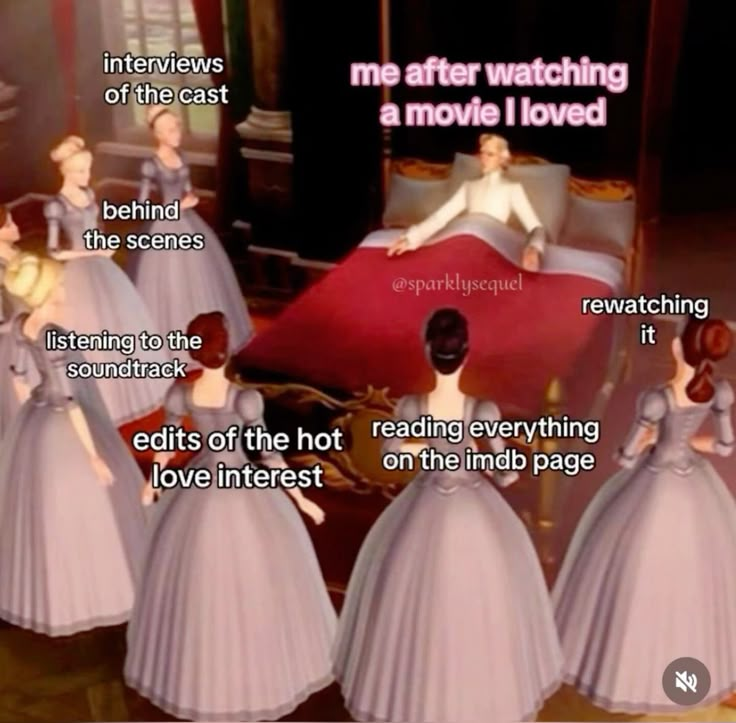 interviews
of the cast
me after watching
a movie I loved
behind
the scenes
@sparklysequel
rewatching
it
listening to the
soundtrack
edits of the hot
love interest
reading everything
on the imdb page